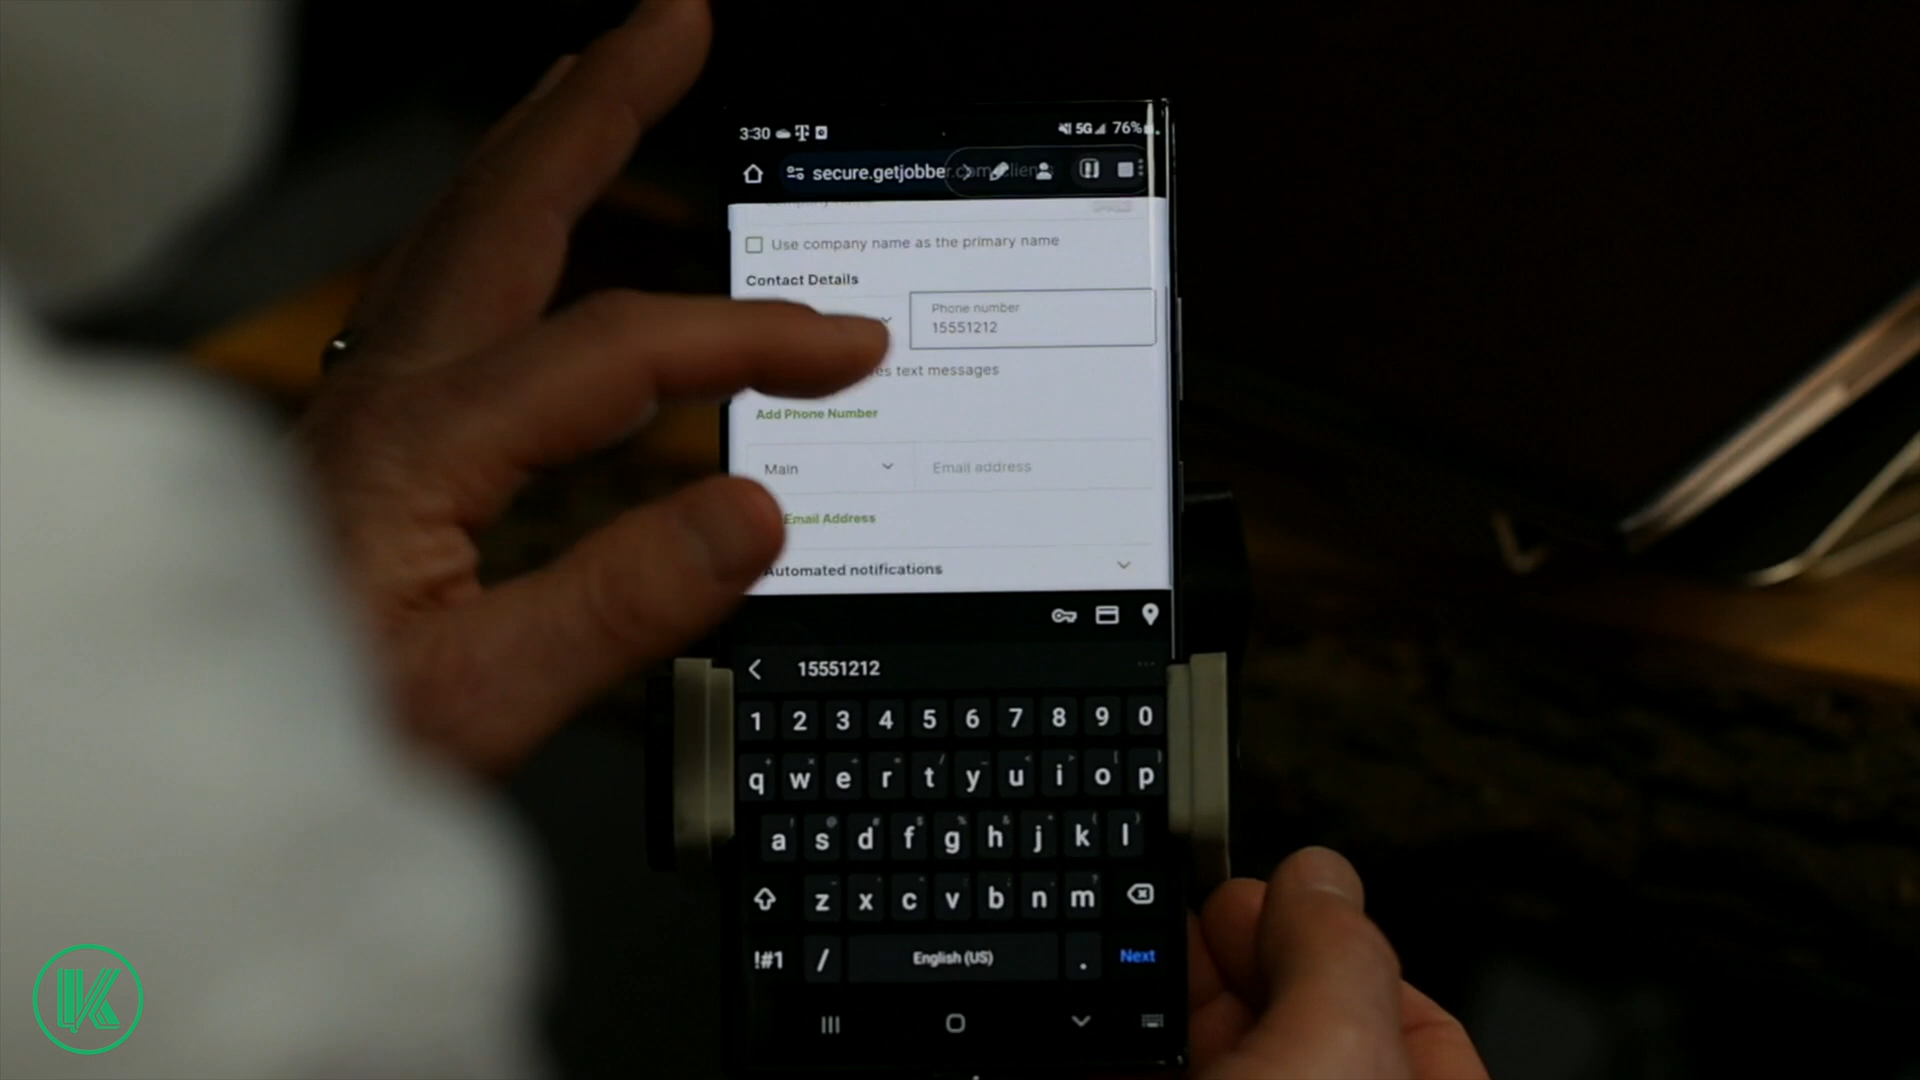 3:30 5G 76%
secure.getjobber.com
Use company name as the primary name
Contact Details
Phone number
15551212
es text messages
Add Phone Number
Main Email address
Email Address
Automated notifications
15551212
1 2 3 4 5 6 7 8 9 0
q w e r t y u i o p
a s d f g h j k l
z x c v b n m
!#1 / English (US) . Next
K